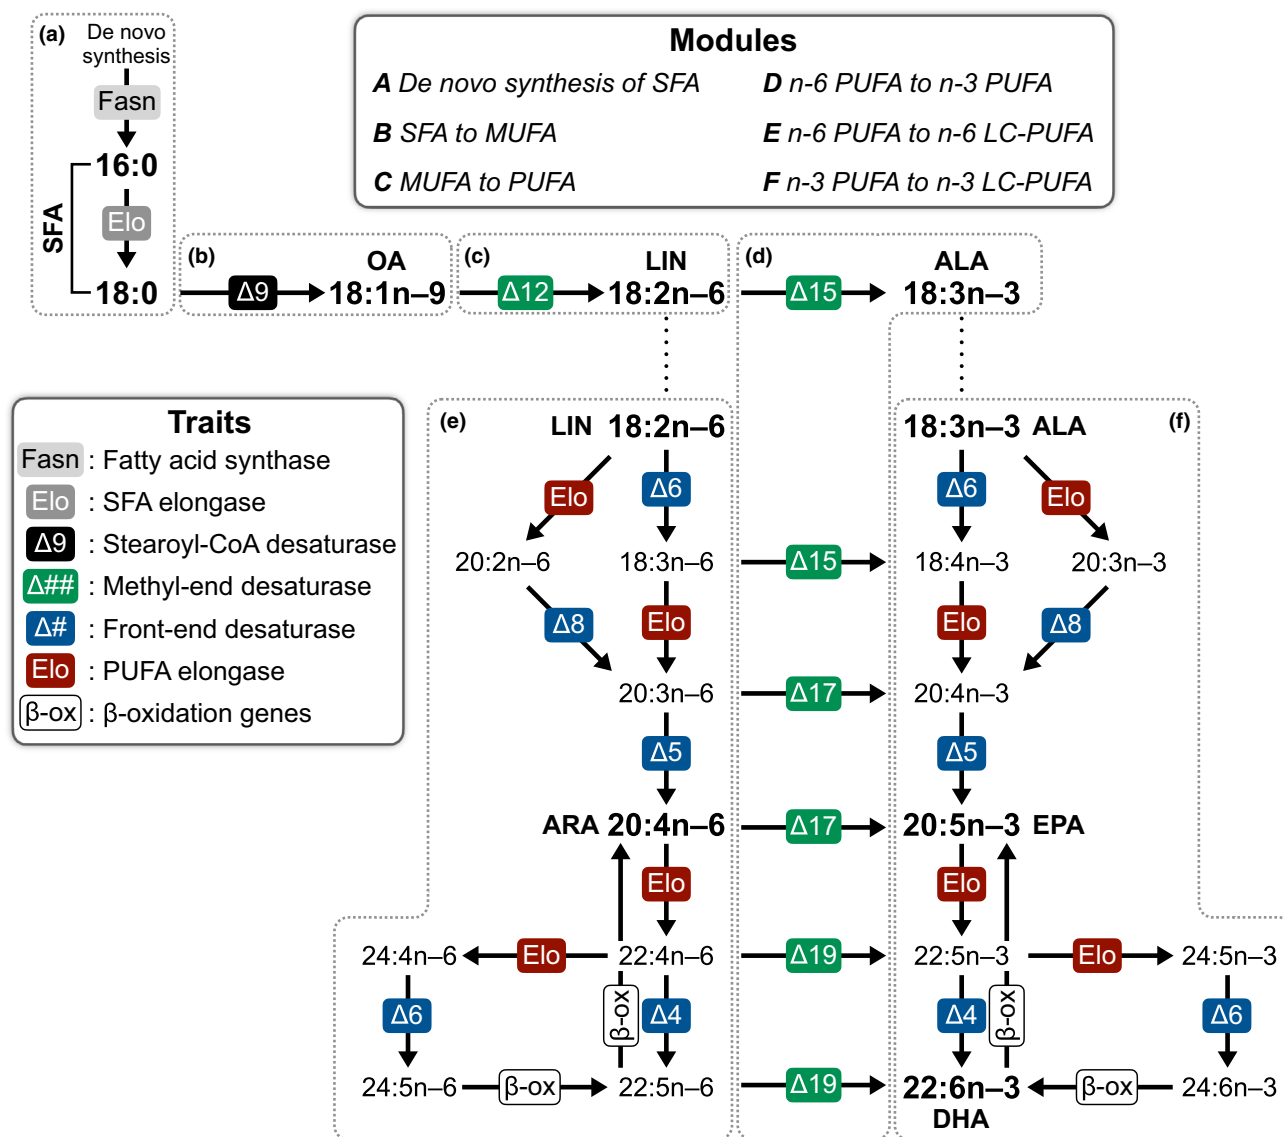 (a) De novo
synthesis
Fasn
16:0
SFA
Elo
18:0
Modules
A De novo synthesis of SFA
D n-6 PUFA to n-3 PUFA
B SFA to MUFA
E n-6 PUFA to n-6 LC-PUFA
C MUFA to PUFA
F n-3 PUFA to n-3 LC-PUFA
(b)
OA
Δ9
18:1n–9
(c)
LIN
Δ12
18:2n–6
(d)
ALA
Δ15
18:3n–3
Traits
Fasn : Fatty acid synthase
Elo : SFA elongase
Δ9 : Stearoyl-CoA desaturase
Δ## : Methyl-end desaturase
Δ# : Front-end desaturase
Elo : PUFA elongase
β-ox : β-oxidation genes
(e)
LIN 18:2n–6
18:3n–3 ALA
(f)
Elo
Δ6
Δ6
Elo
20:2n–6
18:3n–6
Δ15
18:4n–3
20:3n–3
Δ8
Elo
Elo
Δ8
20:3n–6
Δ17
20:4n–3
Δ5
Δ5
ARA 20:4n–6
Δ17
20:5n–3 EPA
Elo
Elo
24:4n–6
Elo
22:4n–6
Δ19
22:5n–3
Elo
24:5n–3
Δ6
β-ox
Δ4
Δ4
β-ox
Δ6
24:5n–6
β-ox
22:5n–6
Δ19
22:6n–3
β-ox
24:6n–3
DHA